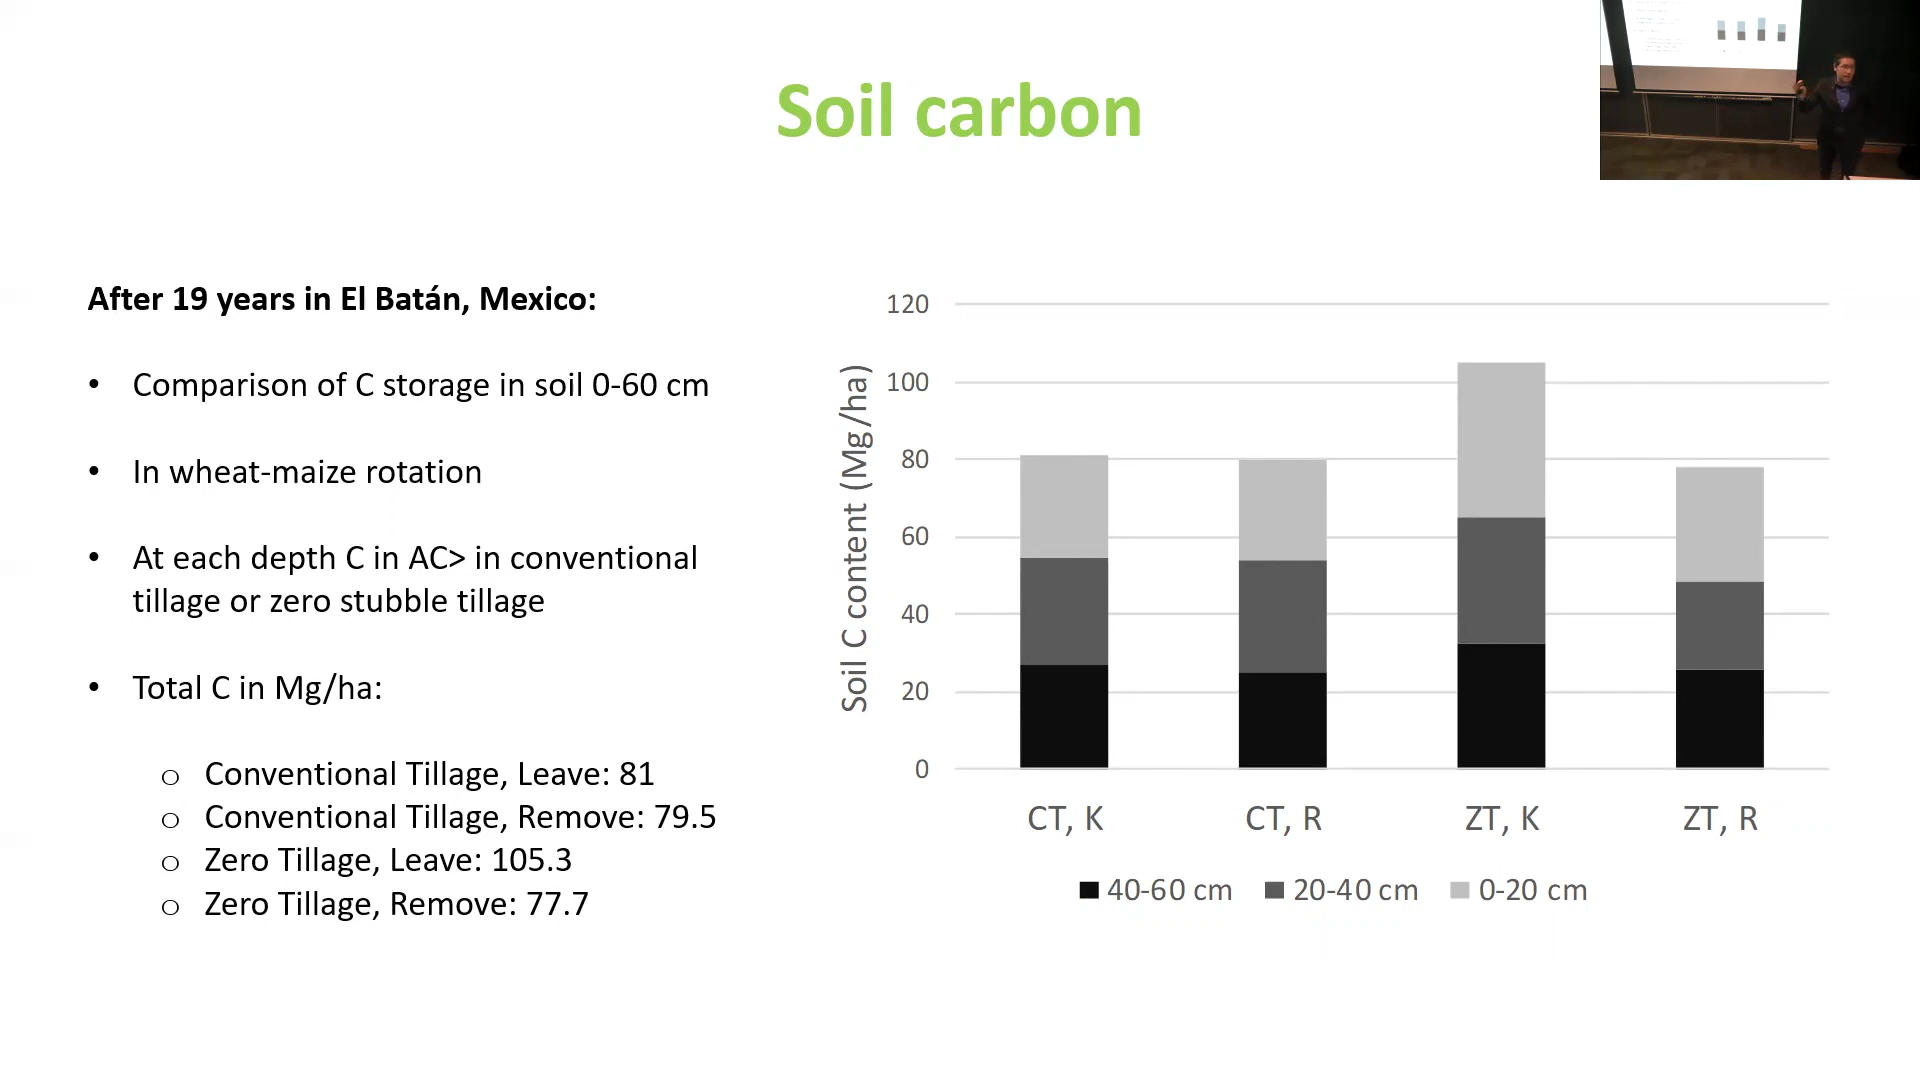 Soil carbon
After 19 years in El Batán, Mexico:
• Comparison of C storage in soil 0-60 cm
• In wheat-maize rotation
• At each depth C in AC> in conventional
tillage or zero stubble tillage
• Total C in Mg/ha:
o Conventional Tillage, Leave: 81
o Conventional Tillage, Remove: 79.5
o Zero Tillage, Leave: 105.3
o Zero Tillage, Remove: 77.7
Soil C content (Mg/ha)
120
100
80
60
40
20
0
CT, K CT, R ZT, K ZT, R
40-60 cm 20-40 cm 0-20 cm